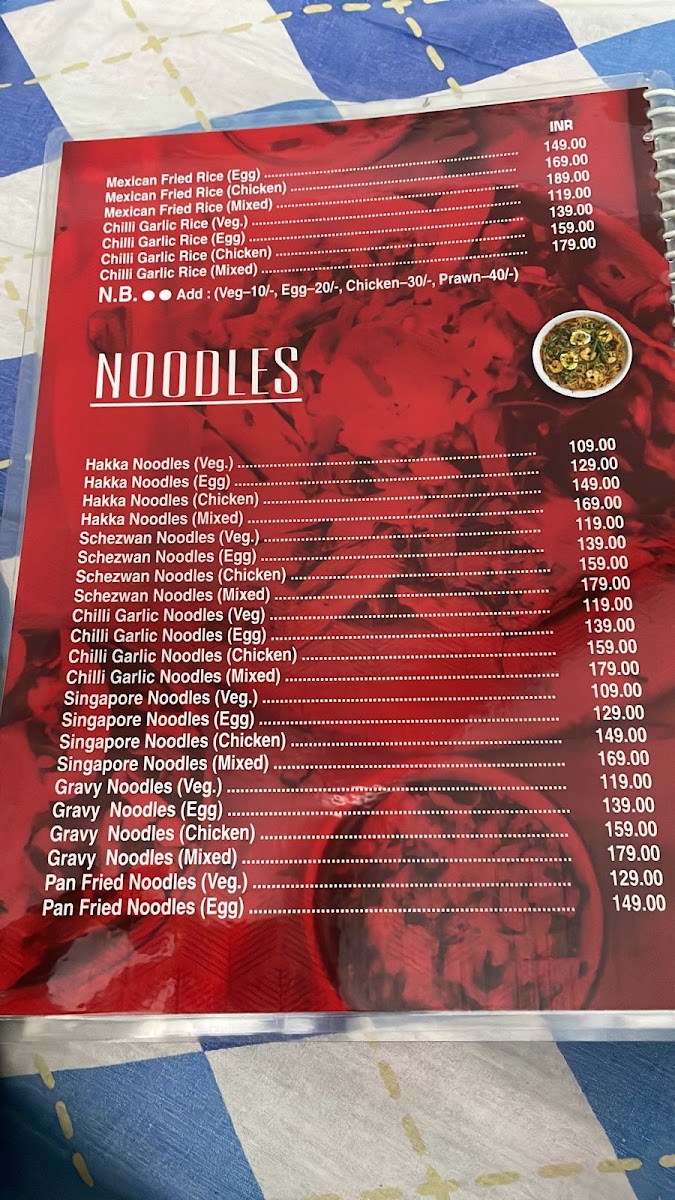 INR
Mexican Fried Rice (Egg) 149.00
Mexican Fried Rice (Chicken) 169.00
Mexican Fried Rice (Mixed) 189.00
Chilli Garlic Rice (Veg.) 119.00
Chilli Garlic Rice (Egg) 139.00
Chilli Garlic Rice (Chicken) 159.00
Chilli Garlic Rice (Mixed) 179.00
N.B. ●● Add : (Veg–10/-, Egg–20/-, Chicken–30/-, Prawn–40/-)
NOODLES
Hakka Noodles (Veg.) 109.00
Hakka Noodles (Egg) 129.00
Hakka Noodles (Chicken) 149.00
Hakka Noodles (Mixed) 169.00
Schezwan Noodles (Veg.) 119.00
Schezwan Noodles (Egg) 139.00
Schezwan Noodles (Chicken) 159.00
Schezwan Noodles (Mixed) 179.00
Chilli Garlic Noodles (Veg) 119.00
Chilli Garlic Noodles (Egg) 139.00
Chilli Garlic Noodles (Chicken) 159.00
Chilli Garlic Noodles (Mixed) 179.00
Singapore Noodles (Veg.) 109.00
Singapore Noodles (Egg) 129.00
Singapore Noodles (Chicken) 149.00
Singapore Noodles (Mixed) 169.00
Gravy Noodles (Veg.) 119.00
Gravy Noodles (Egg) 139.00
Gravy Noodles (Chicken) 159.00
Gravy Noodles (Mixed) 179.00
Pan Fried Noodles (Veg.) 129.00
Pan Fried Noodles (Egg) 149.00